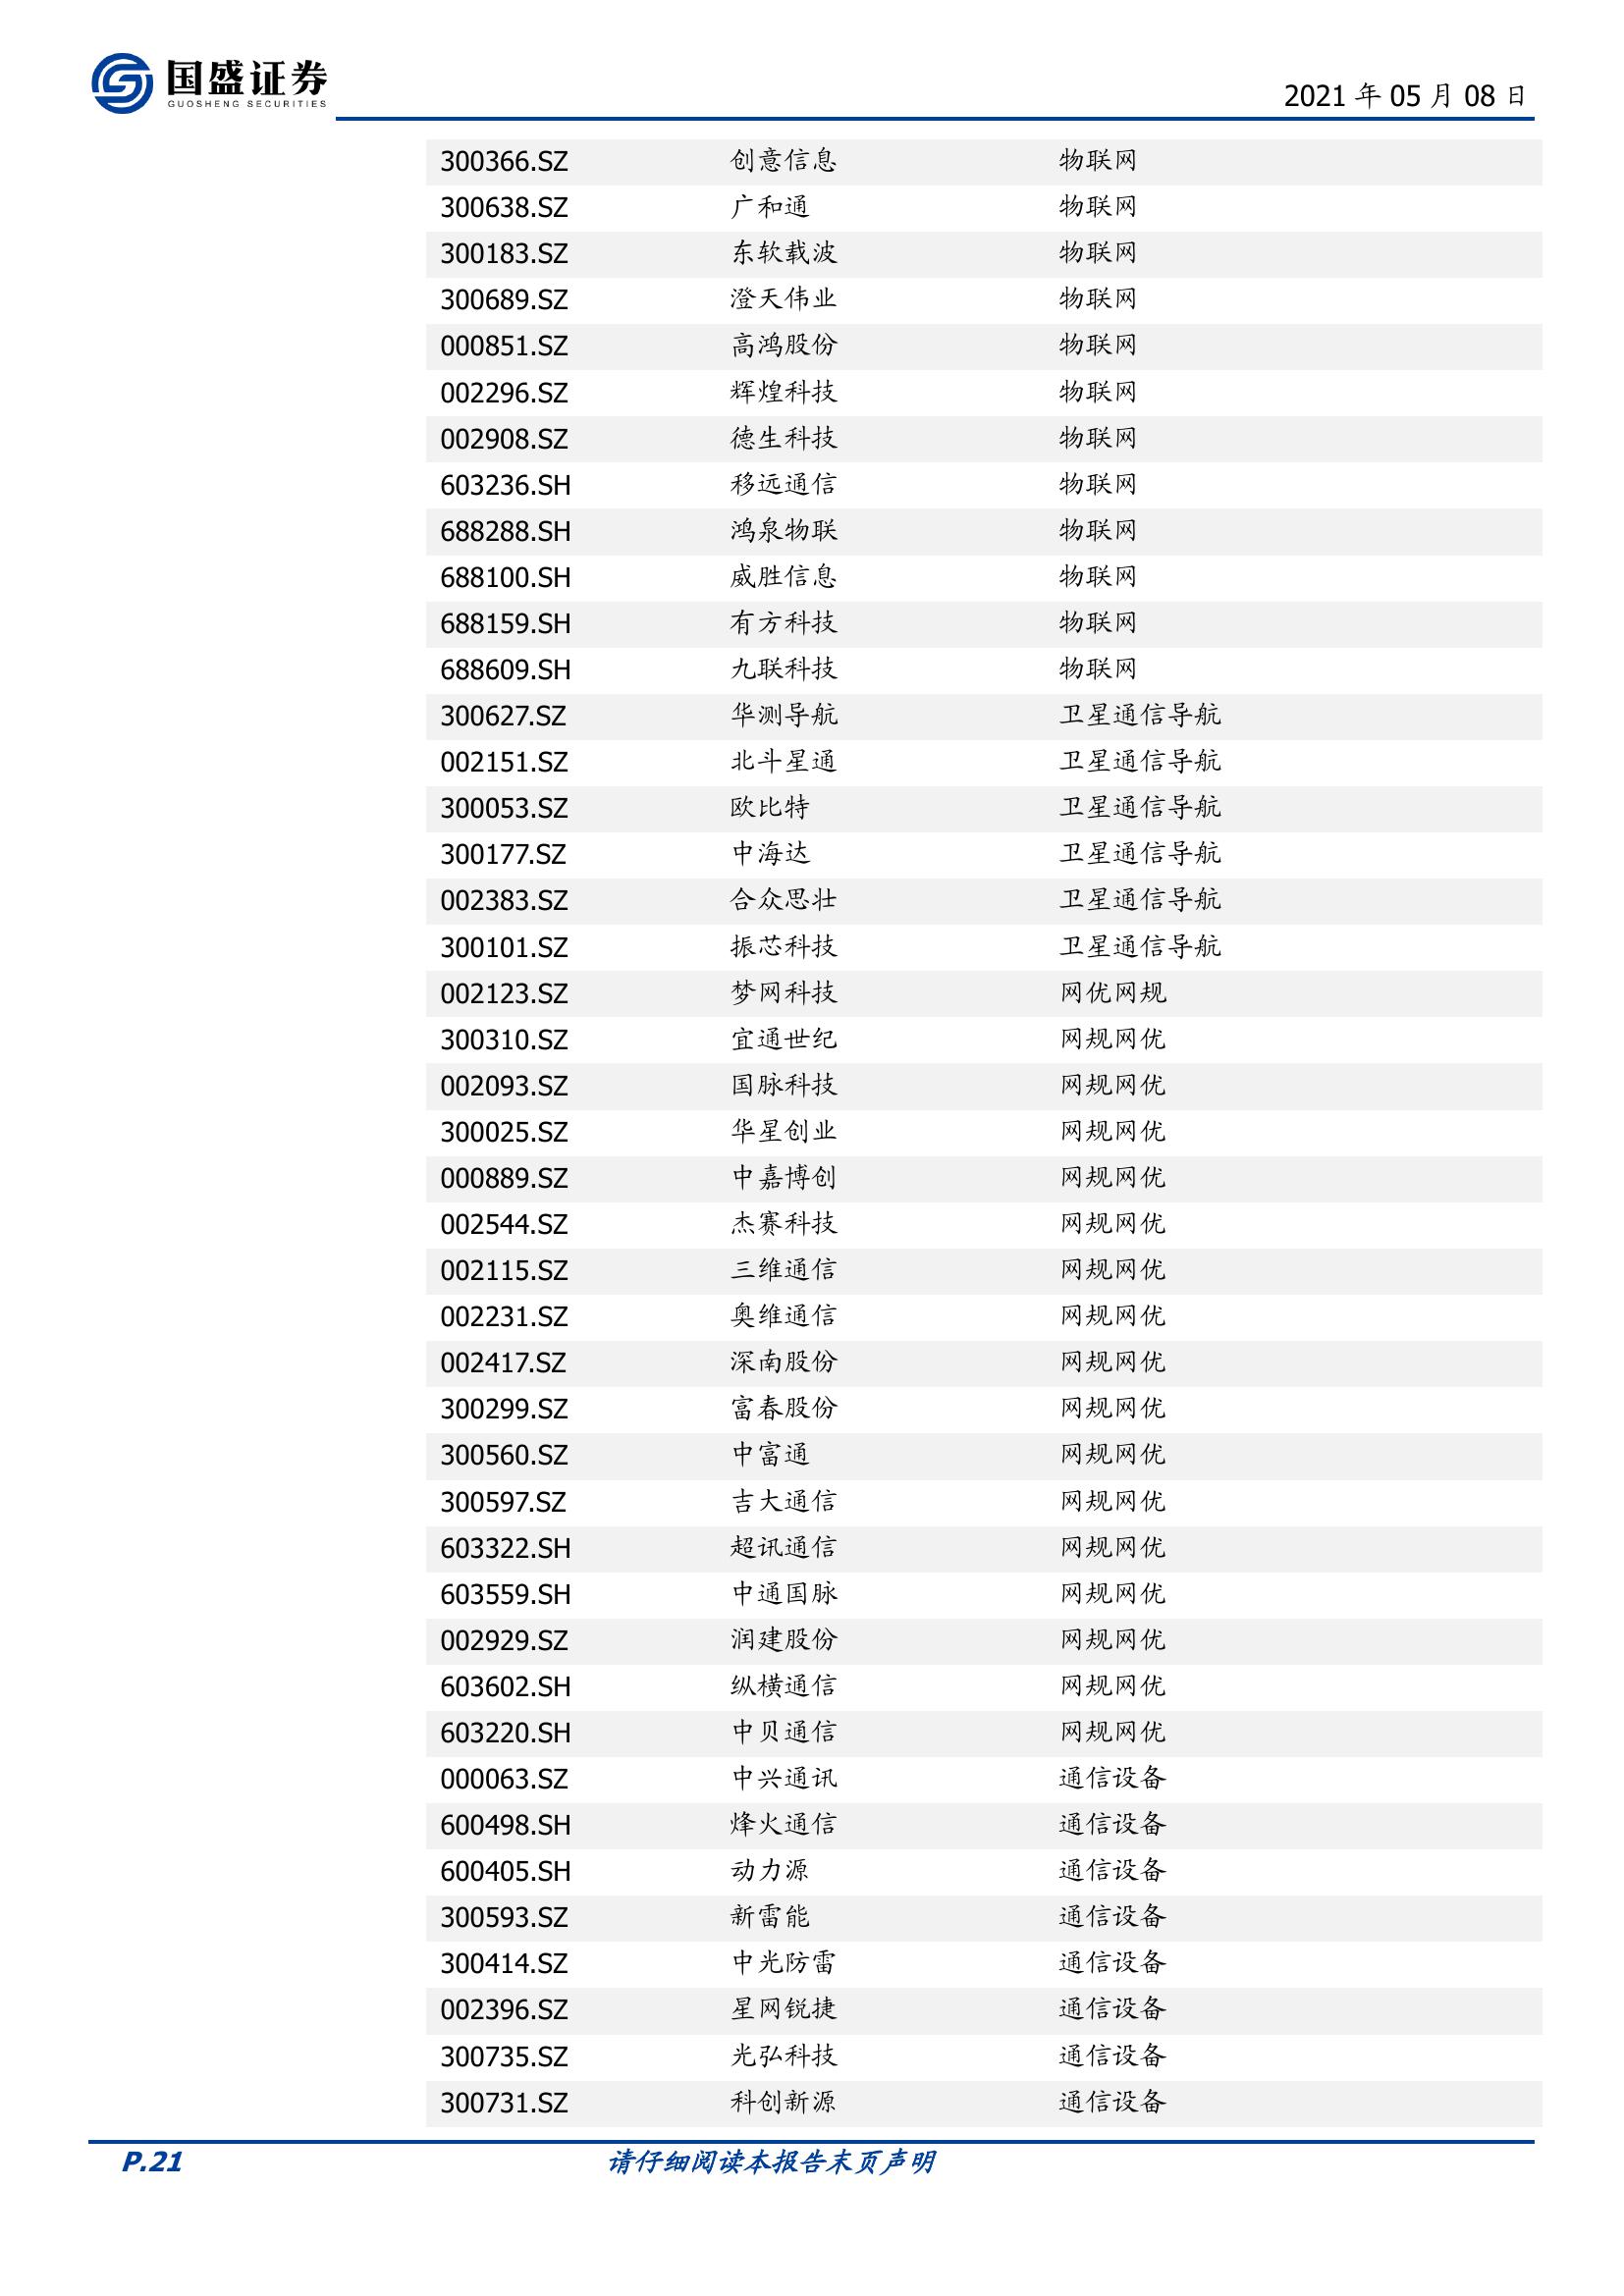 国盛证券
GUOSHENG SECURITIES
2021 年 05 月 08 日
300366.SZ 创意信息 物联网
300638.SZ 广和通 物联网
300183.SZ 东软载波 物联网
300689.SZ 澄天伟业 物联网
000851.SZ 高鸿股份 物联网
002296.SZ 辉煌科技 物联网
002908.SZ 德生科技 物联网
603236.SH 移远通信 物联网
688288.SH 鸿泉物联 物联网
688100.SH 威胜信息 物联网
688159.SH 有方科技 物联网
688609.SH 九联科技 物联网
300627.SZ 华测导航 卫星通信导航
002151.SZ 北斗星通 卫星通信导航
300053.SZ 欧比特 卫星通信导航
300177.SZ 中海达 卫星通信导航
002383.SZ 合众思壮 卫星通信导航
300101.SZ 振芯科技 卫星通信导航
002123.SZ 梦网科技 网优网规
300310.SZ 宜通世纪 网规网优
002093.SZ 国脉科技 网规网优
300025.SZ 华星创业 网规网优
000889.SZ 中嘉博创 网规网优
002544.SZ 杰赛科技 网规网优
002115.SZ 三维通信 网规网优
002231.SZ 奥维通信 网规网优
002417.SZ 深南股份 网规网优
300299.SZ 富春股份 网规网优
300560.SZ 中富通 网规网优
300597.SZ 吉大通信 网规网优
603322.SH 超讯通信 网规网优
603559.SH 中通国脉 网规网优
002929.SZ 润建股份 网规网优
603602.SH 纵横通信 网规网优
603220.SH 中贝通信 网规网优
000063.SZ 中兴通讯 通信设备
600498.SH 烽火通信 通信设备
600405.SH 动力源 通信设备
300593.SZ 新雷能 通信设备
300414.SZ 中光防雷 通信设备
002396.SZ 星网锐捷 通信设备
300735.SZ 光弘科技 通信设备
300731.SZ 科创新源 通信设备
P.21 请仔细阅读本报告末页声明